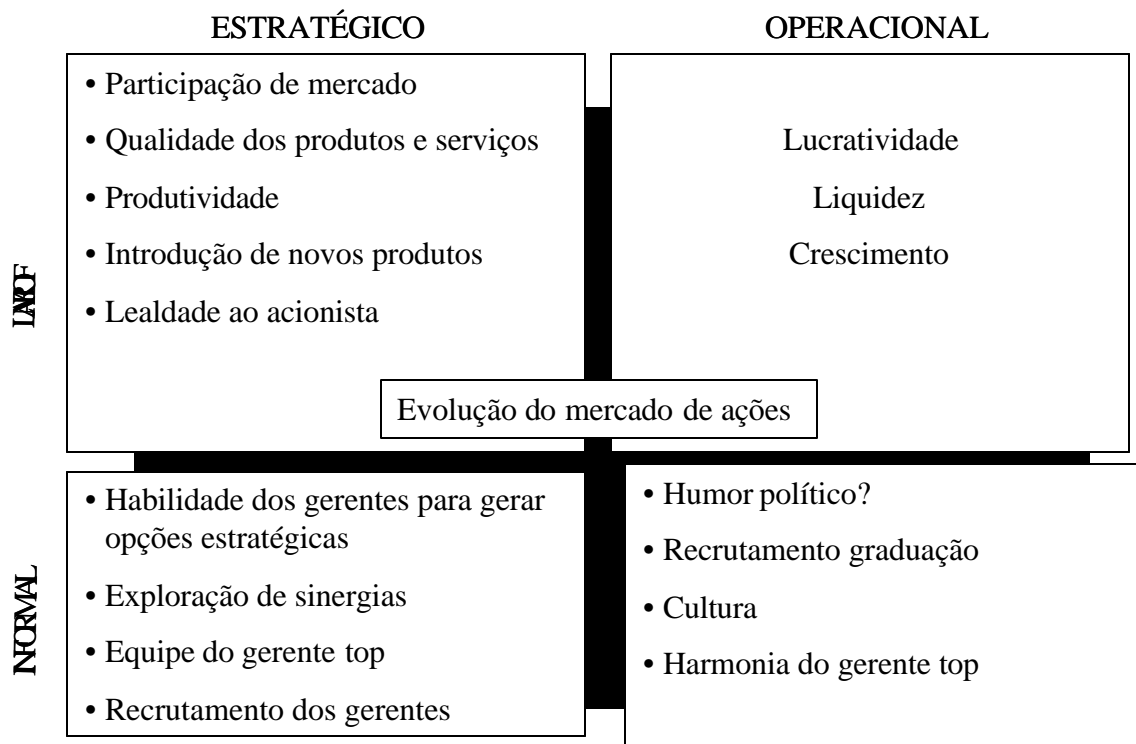 ESTRATÉGICO
OPERACIONAL
• Participação de mercado
• Qualidade dos produtos e serviços
• Produtividade
• Introdução de novos produtos
• Lealdade ao acionista
Lucratividade
Liquidez
Crescimento
Evolução do mercado de ações
INFORMAL
• Habilidade dos gerentes para gerar
opções estratégicas
• Exploração de sinergias
• Equipe do gerente top
• Recrutamento dos gerentes
• Humor político?
• Recrutamento graduação
• Cultura
• Harmonia do gerente top